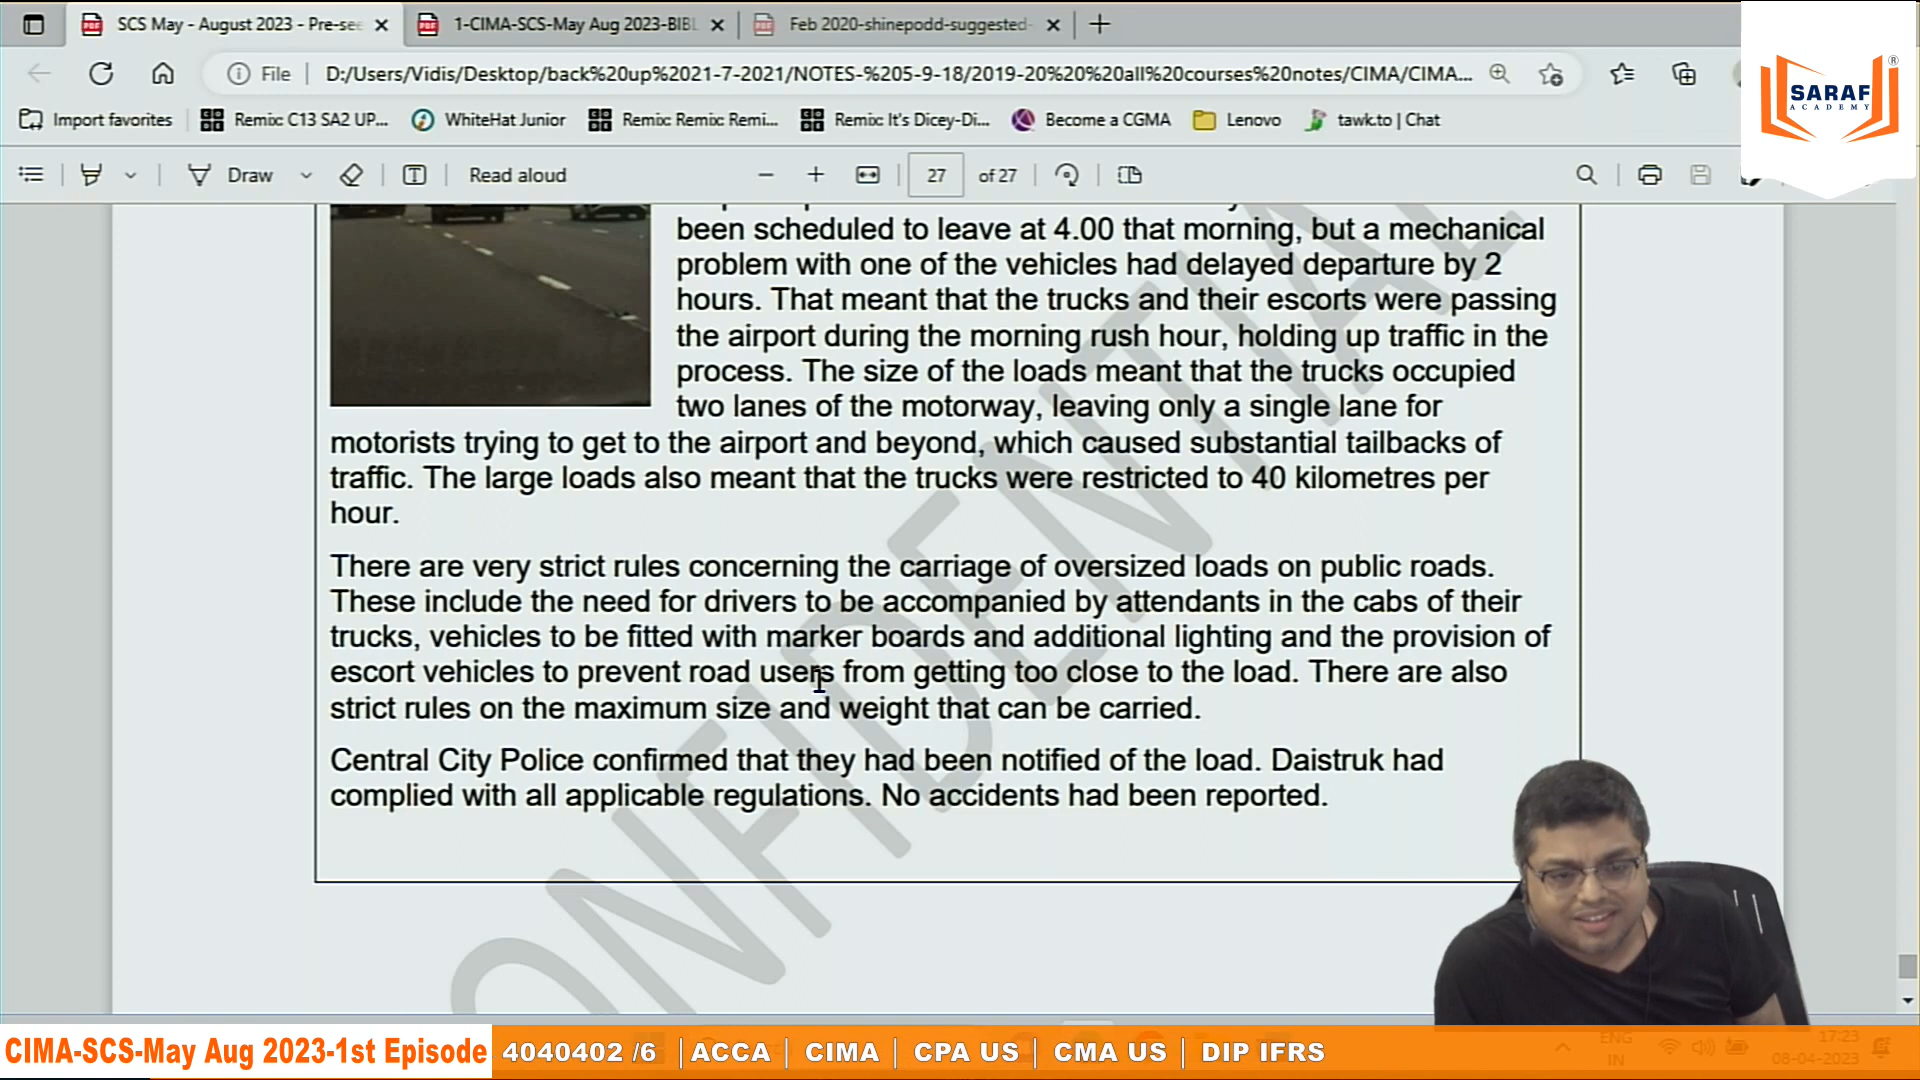 SCS May - August 2023 - Pre-see
1-CIMA-SCS-May Aug 2023-BIBL
Feb 2020-shinepodd-suggested-
File
D:/Users/Vidis/Desktop/back%20up%2021-7-2021/NOTES-%205-9-18/2019-20%20%20all%20courses%20notes/CIMA/CIMA...
Import favorites
Remix: C13 SA2 UP...
WhiteHat Junior
Remix: Remix Remi...
Remix: It's Dicey-Di...
Become a CGMA
Lenovo
tawk.to | Chat
SARAF
ACADEMY
Draw
Read aloud
27
of 27
been scheduled to leave at 4.00 that morning, but a mechanical
problem with one of the vehicles had delayed departure by 2
hours. That meant that the trucks and their escorts were passing
the airport during the morning rush hour, holding up traffic in the
process. The size of the loads meant that the trucks occupied
two lanes of the motorway, leaving only a single lane for
motorists trying to get to the airport and beyond, which caused substantial tailbacks of
traffic. The large loads also meant that the trucks were restricted to 40 kilometres per
hour.
There are very strict rules concerning the carriage of oversized loads on public roads.
These include the need for drivers to be accompanied by attendants in the cabs of their
trucks, vehicles to be fitted with marker boards and additional lighting and the provision of
escort vehicles to prevent road users from getting too close to the load. There are also
strict rules on the maximum size and weight that can be carried.
Central City Police confirmed that they had been notified of the load. Daistruk had
complied with all applicable regulations. No accidents had been reported.
CONFIDENTIAL
CIMA-SCS-May Aug 2023-1st Episode
4040402 /6 | ACCA | CIMA | CPA US | CMA US | DIP IFRS
ENG
IN
17:23
08-04-2023